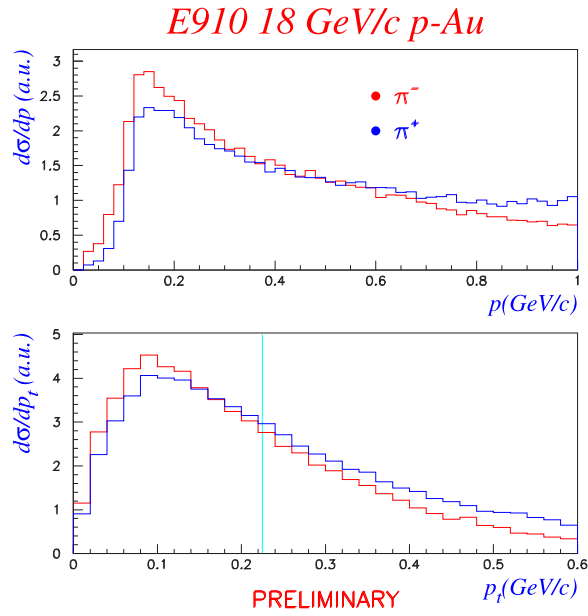 E910 18 GeV/c p-Au
dσ/dp (a.u.)
3
2.5
2
1.5
1
0.5
0
π⁻
π⁺
0 0.2 0.4 0.6 0.8 1
p(GeV/c)
dσ/dpₜ (a.u.)
5
4
3
2
1
0
0 0.1 0.2 0.3 0.4 0.5 0.6
PRELIMINARY
pₜ(GeV/c)